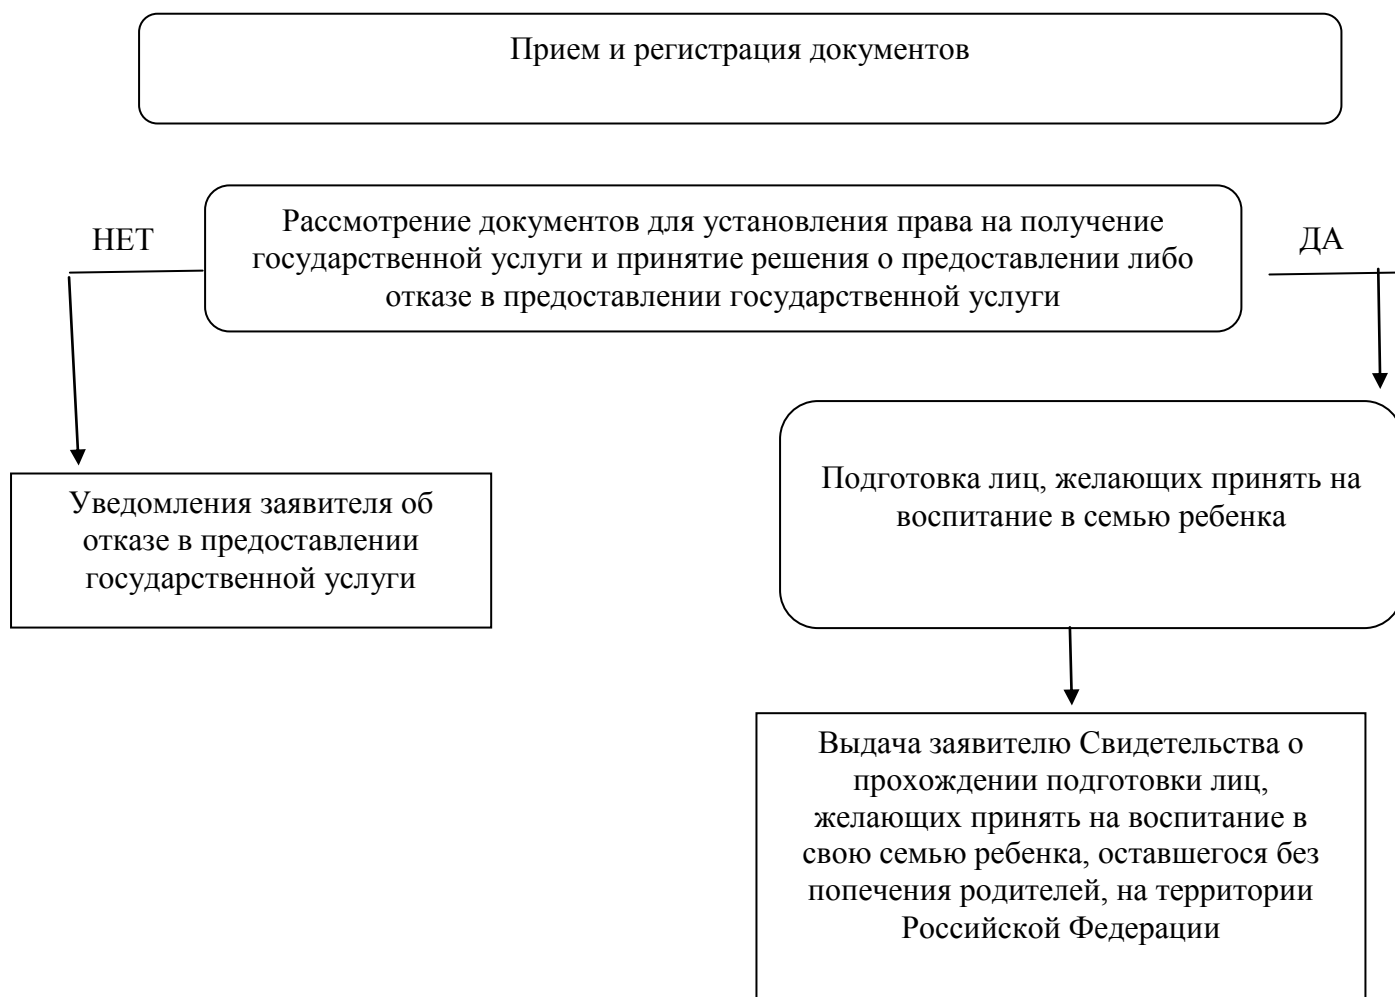 Прием и регистрация документов
НЕТ
Рассмотрение документов для установления права на получение
государственной услуги и принятие решения о предоставлении либо
отказе в предоставлении государственной услуги
ДА
Уведомления заявителя об
отказе в предоставлении
государственной услуги
Подготовка лиц, желающих принять на
воспитание в семью ребенка
Выдача заявителю Свидетельства о
прохождении подготовки лиц,
желающих принять на воспитание в
свою семью ребенка, оставшегося без
попечения родителей, на территории
Российской Федерации